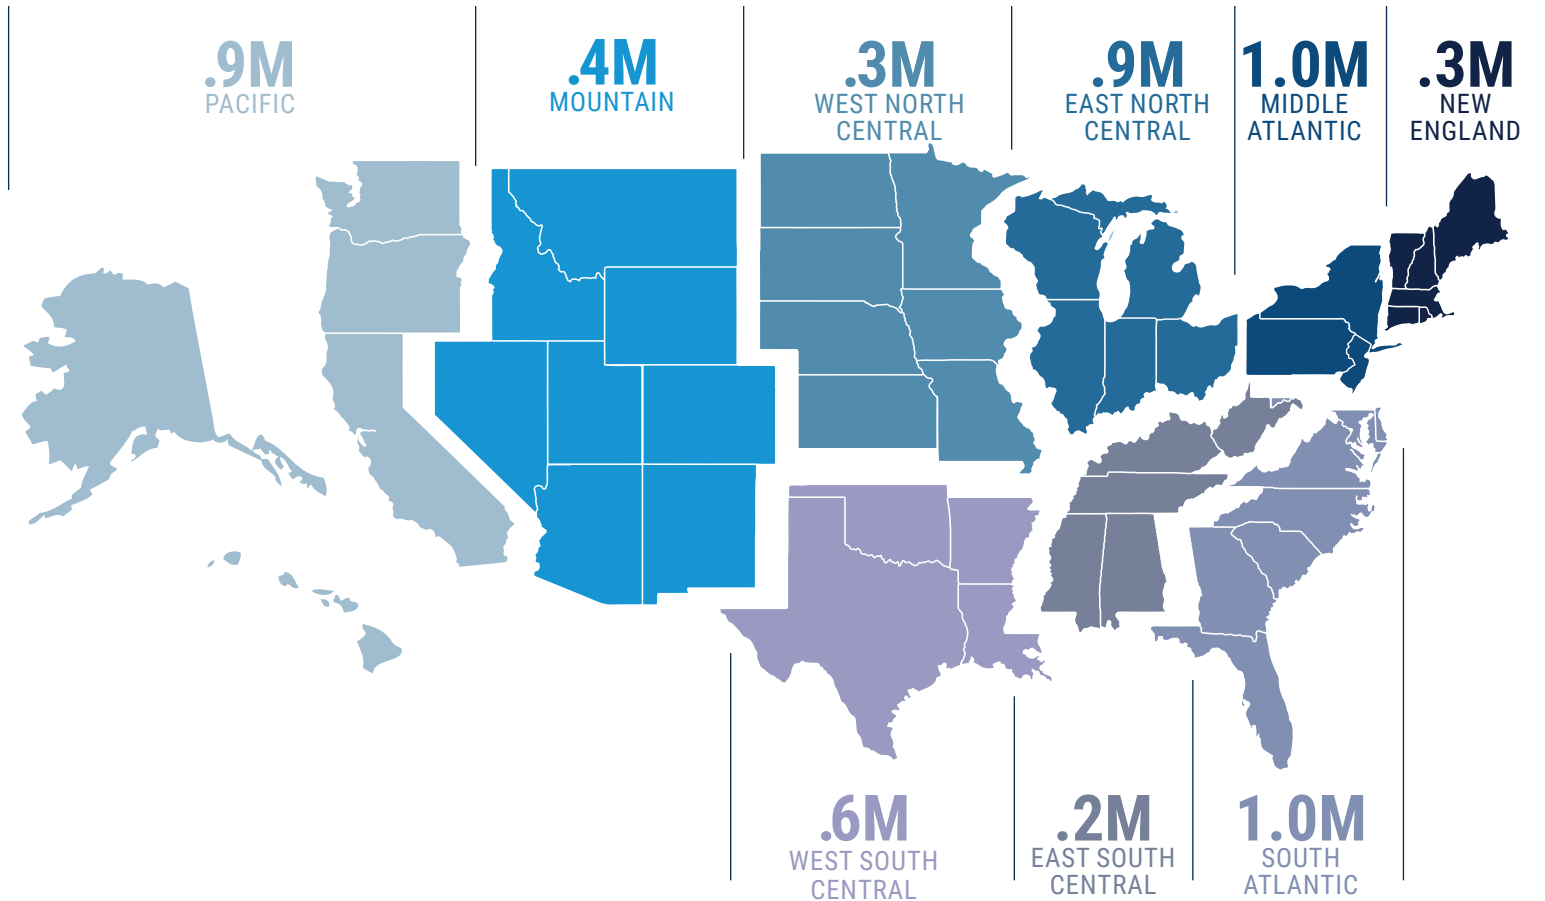 .9M
PACIFIC
.4M
MOUNTAIN
.3M
WEST NORTH
CENTRAL
.9M
EAST NORTH
CENTRAL
1.0M
MIDDLE
ATLANTIC
.3M
NEW
ENGLAND
.6M
WEST SOUTH
CENTRAL
.2M
EAST SOUTH
CENTRAL
1.0M
SOUTH
ATLANTIC